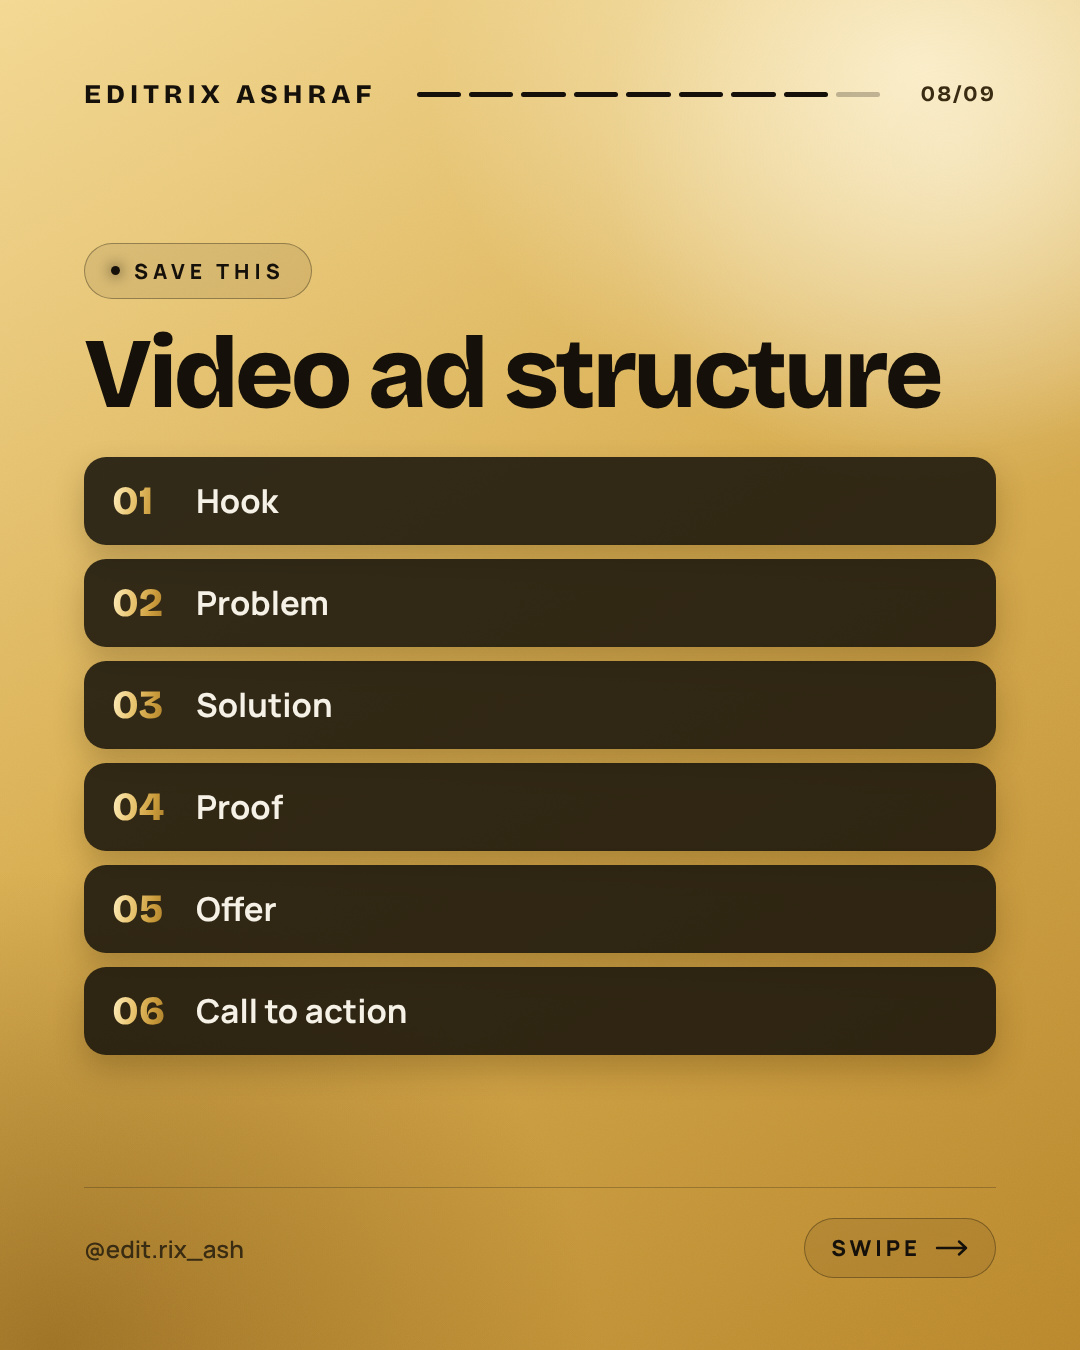 EDITRIX ASHRAF
08/09
SAVE THIS
Video ad structure
01 Hook
02 Problem
03 Solution
04 Proof
05 Offer
06 Call to action
@edit.rix_ash
SWIPE →